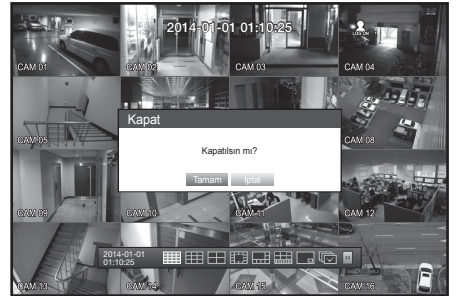 2014-01-01 01:10:25
LOG ON
CAM 01
CAM 02
CAM 03
CAM 04
CAM 05
CAM 08
Kapat
Kapatılsın mı?
Tamam
İptal
CAM 09
CAM 10
CAM 11
CAM 12
2014-01-01
01:10:25
CAM 13
CAM 14
CAM 15
CAM 16